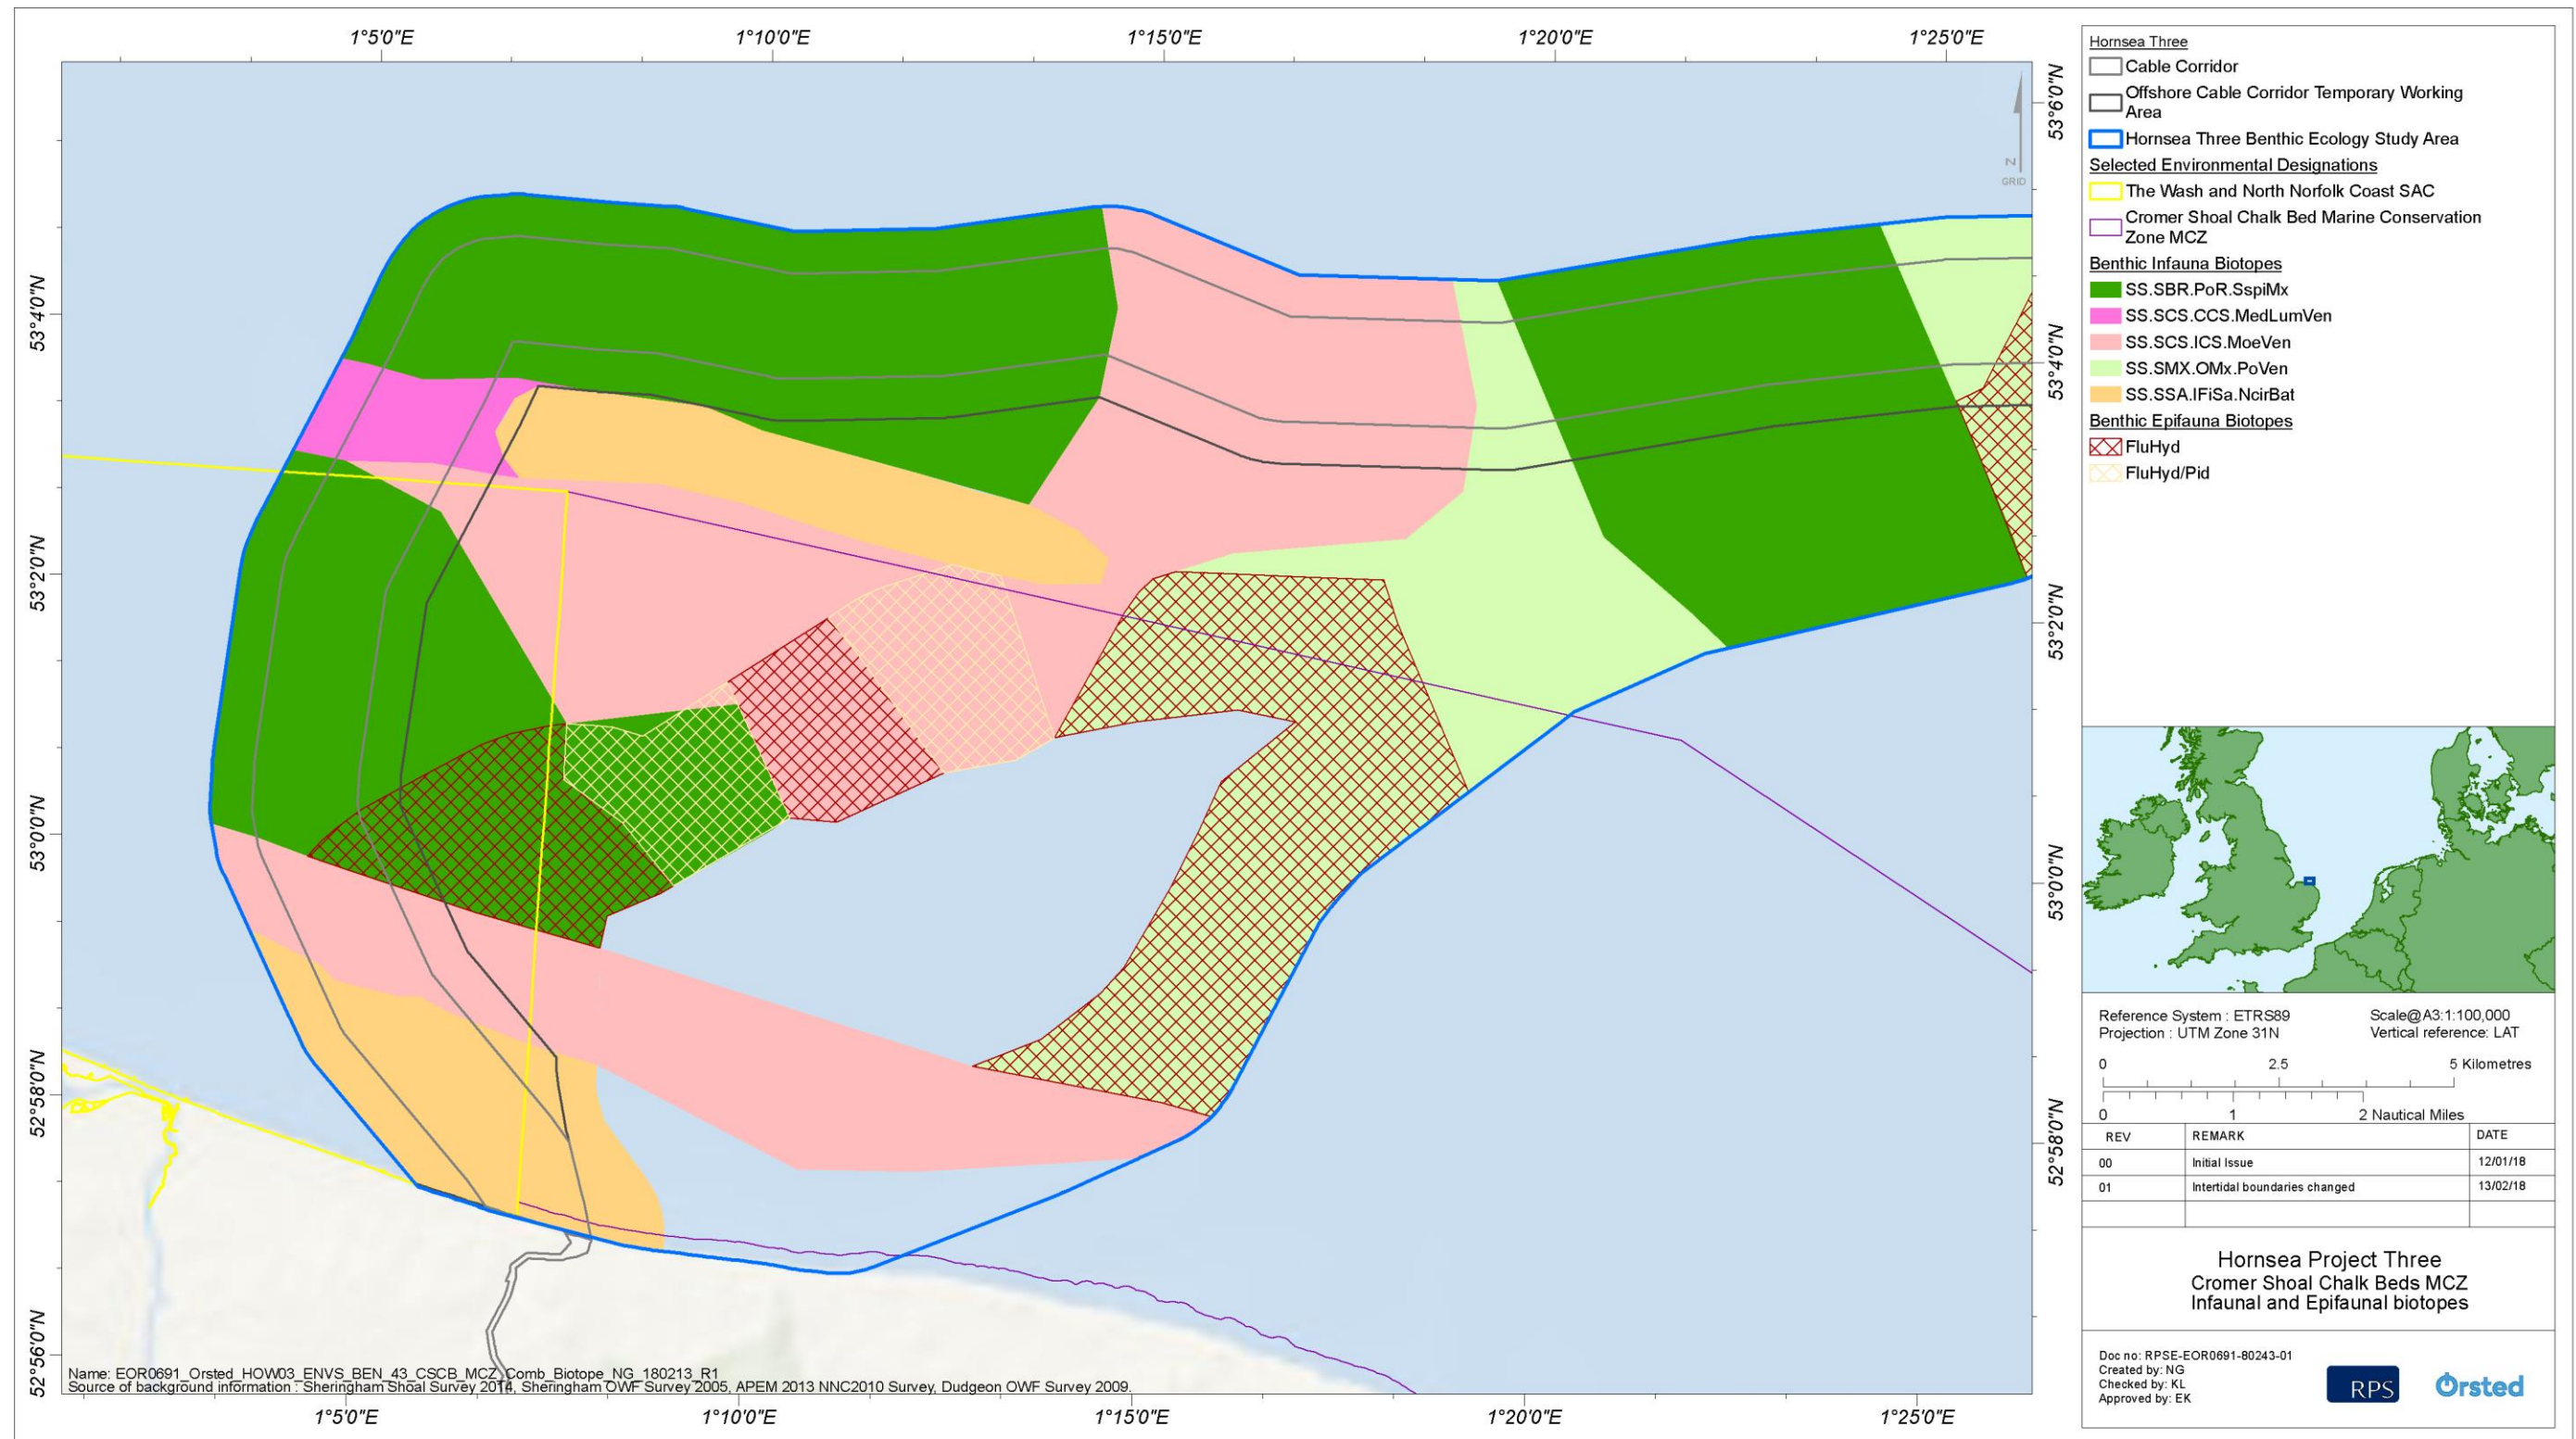 1°5'0"E
1°10'0"E
1°15'0"E
1°20'0"E
1°25'0"E
53°4'0"N
53°2'0"N
53°0'0"N
52°58'0"N
52°56'0"N
53°6'0"N
53°4'0"N
53°2'0"N
53°0'0"N
52°58'0"N
N
GRID
Name: EOR0691_Orsted_HOW03_ENVS_BEN_43_CSCB_MCZ_Comb_Biotope_NG_180213_R1
Source of background information : Sheringham Shoal Survey 2014, Sheringham OWF Survey 2005, APEM 2013 NNC2010 Survey, Dudgeon OWF Survey 2009.
1°5'0"E
1°10'0"E
1°15'0"E
1°20'0"E
1°25'0"E
Hornsea Three
Cable Corridor
Offshore Cable Corridor Temporary Working
Area
Hornsea Three Benthic Ecology Study Area
Selected Environmental Designations
The Wash and North Norfolk Coast SAC
Cromer Shoal Chalk Bed Marine Conservation
Zone MCZ
Benthic Infauna Biotopes
SS.SBR.PoR.SspiMx
SS.SCS.CCS.MedLumVen
SS.SCS.ICS.MoeVen
SS.SMX.OMx.PoVen
SS.SSA.IFiSa.NcirBat
Benthic Epifauna Biotopes
FluHyd
FluHyd/Pid
Reference System : ETRS89 Scale@A3:1:100,000
Projection : UTM Zone 31N Vertical reference: LAT
0 2.5 5 Kilometres
0 1 2 Nautical Miles
REV REMARK DATE
00 Initial Issue 12/01/18
01 Intertidal boundaries changed 13/02/18
Hornsea Project Three
Cromer Shoal Chalk Beds MCZ
Infaunal and Epifaunal biotopes
Doc no: RPSE-EOR0691-80243-01
Created by: NG
Checked by: KL
Approved by: EK
RPS
Orsted